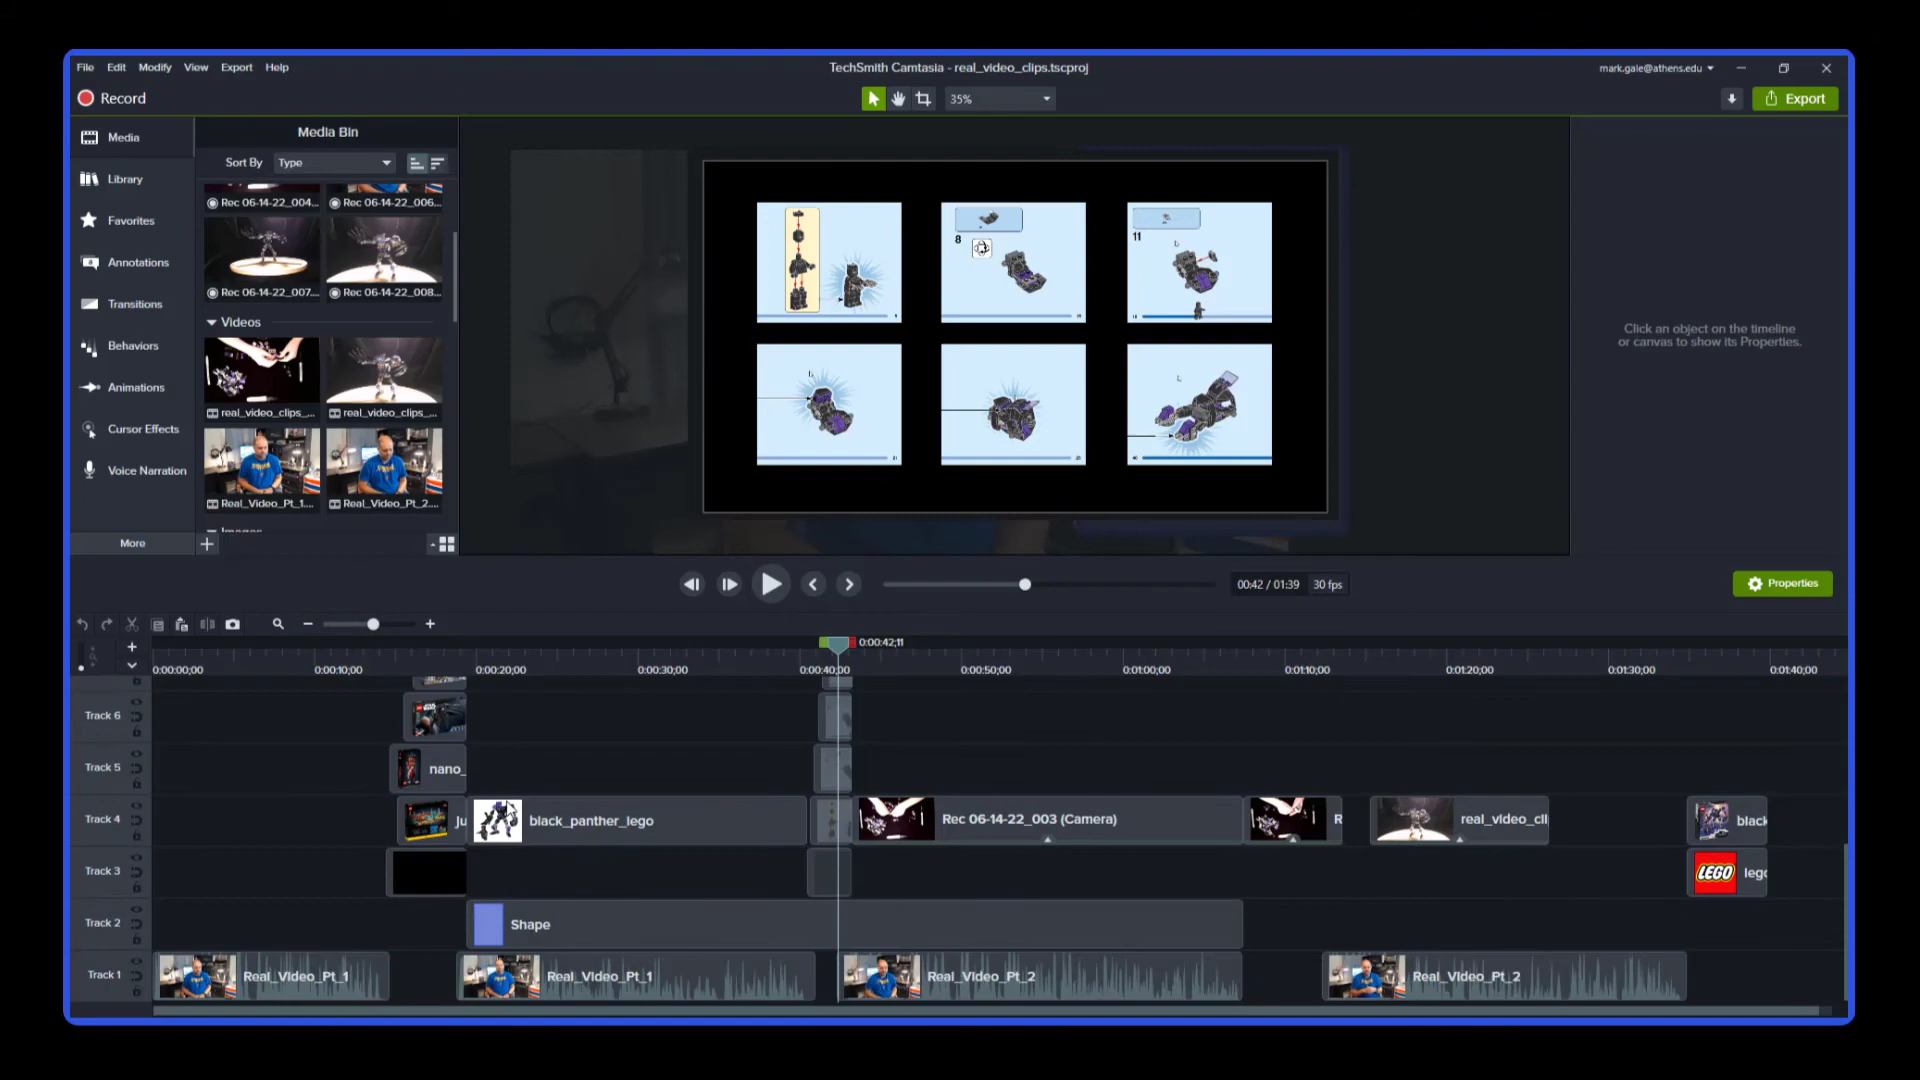 File Edit Modify View Export Help
TechSmith Camtasia - real_video_clips.tscproj
mark.gale@athens.edu
Record
35%
Export
Media
Library
Favorites
Annotations
Transitions
Behaviors
Animations
Cursor Effects
Voice Narration
More
Media Bin
Sort By Type
Rec 06-14-22_004... Rec 06-14-22_006...
Rec 06-14-22_007... Rec 06-14-22_008...
Videos
real_video_clips_... real_video_clips_...
Real_Video_Pt_1.... Real_Video_Pt_2....
8
11
Click an object on the timeline
or canvas to show its Properties.
00:42 / 01:39 30 fps
Properties
0:00:42;11
0:00:00;00 0:00:10;00 0:00:20;00 0:00:30;00 0:00:40;00 0:00:50;00 0:01:00;00 0:01:10;00 0:01:20;00 0:01:30;00 0:01:40;00
Track 6
Track 5 nano_
Track 4 Ju black_panther_lego Rec 06-14-22_003 (Camera) R real_video_cli black
Track 3 LEGO lego
Track 2 Shape
Track 1 Real_Video_Pt_1 Real_Video_Pt_1 Real_Video_Pt_2 Real_Video_Pt_2